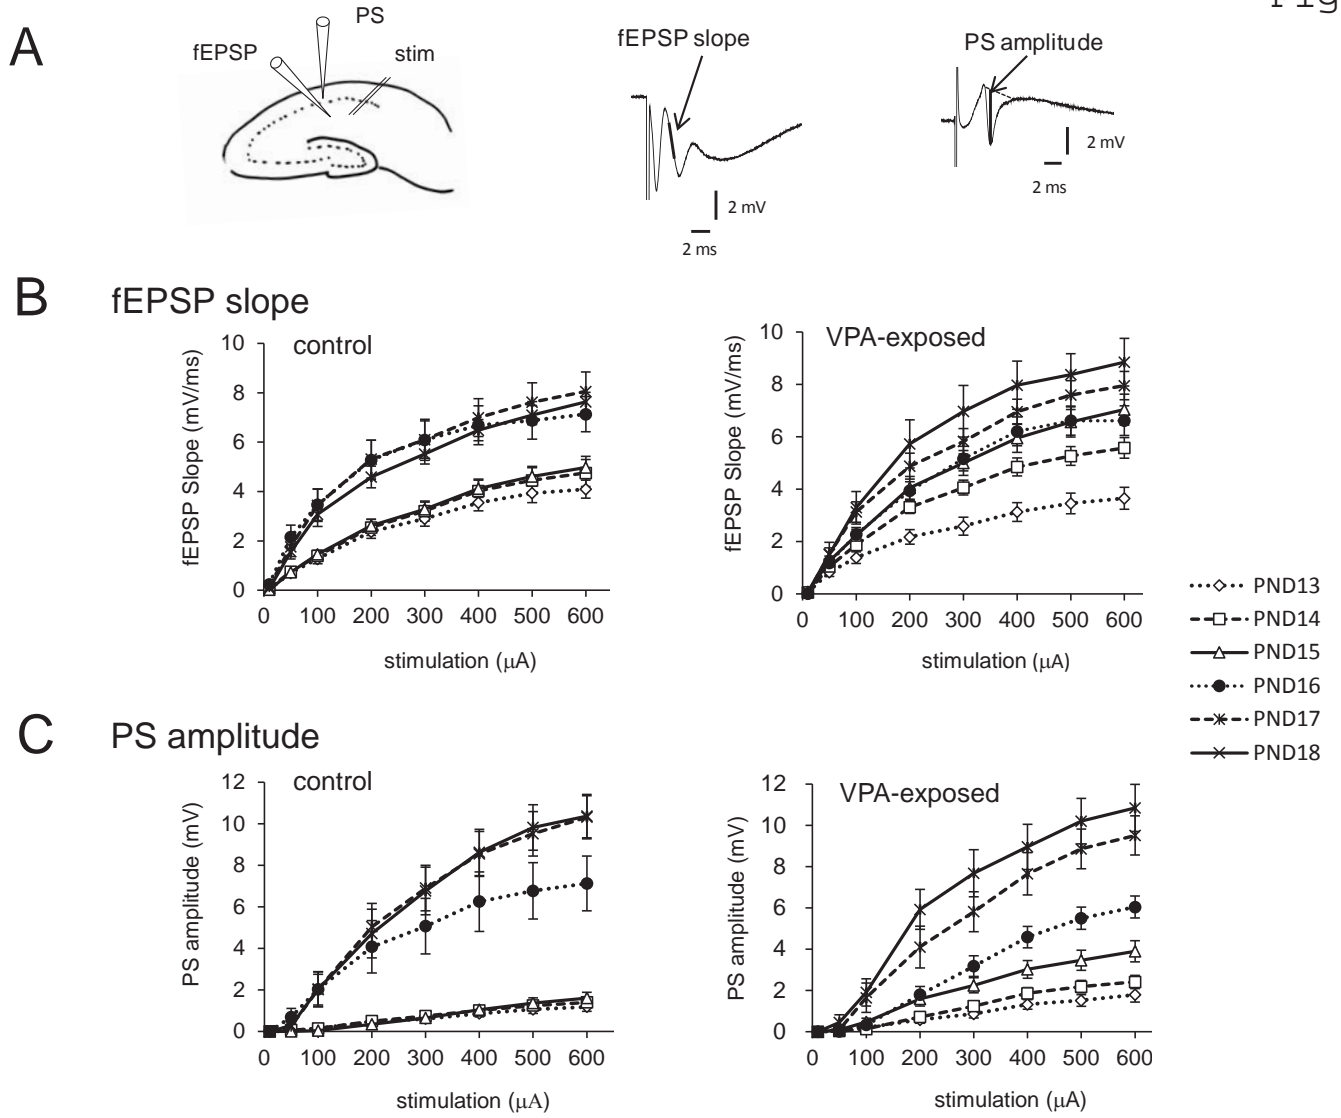 Fig
A
PS
fEPSP
stim
fEPSP slope
2 mV
2 ms
PS amplitude
2 mV
2 ms
B
fEPSP slope
control
fEPSP Slope (mV/ms)
10
8
6
4
2
0
0 100 200 300 400 500 600
stimulation (μA)
VPA-exposed
fEPSP Slope (mV/ms)
10
8
6
4
2
0
0 100 200 300 400 500 600
stimulation (μA)
PND13
PND14
PND15
PND16
PND17
PND18
C
PS amplitude
control
PS amplitude (mV)
12
10
8
6
4
2
0
0 100 200 300 400 500 600
stimulation (μA)
VPA-exposed
PS amplitude (mV)
12
10
8
6
4
2
0
0 100 200 300 400 500 600
stimulation (μA)